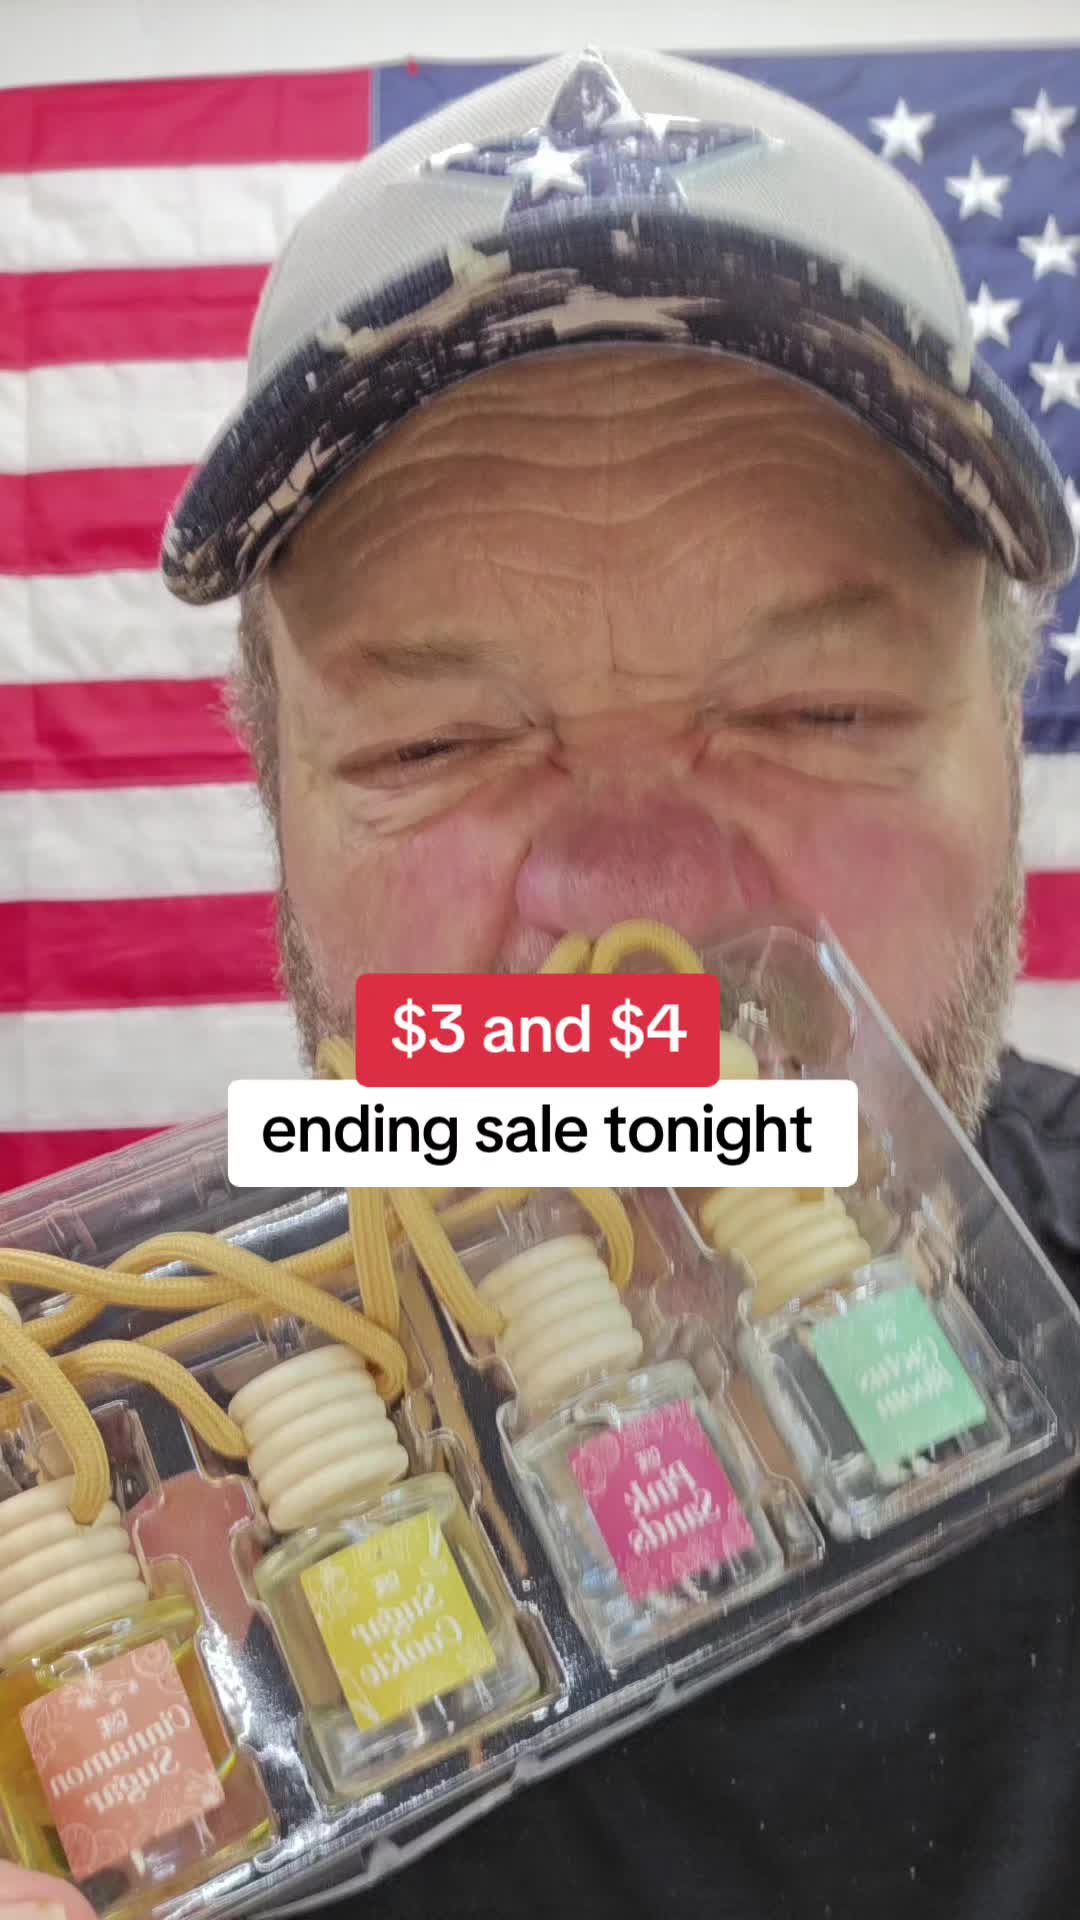 $3 and $4
ending sale tonight
Pink
Sands
Sugar
Cookie
Cinnamon
Sugar